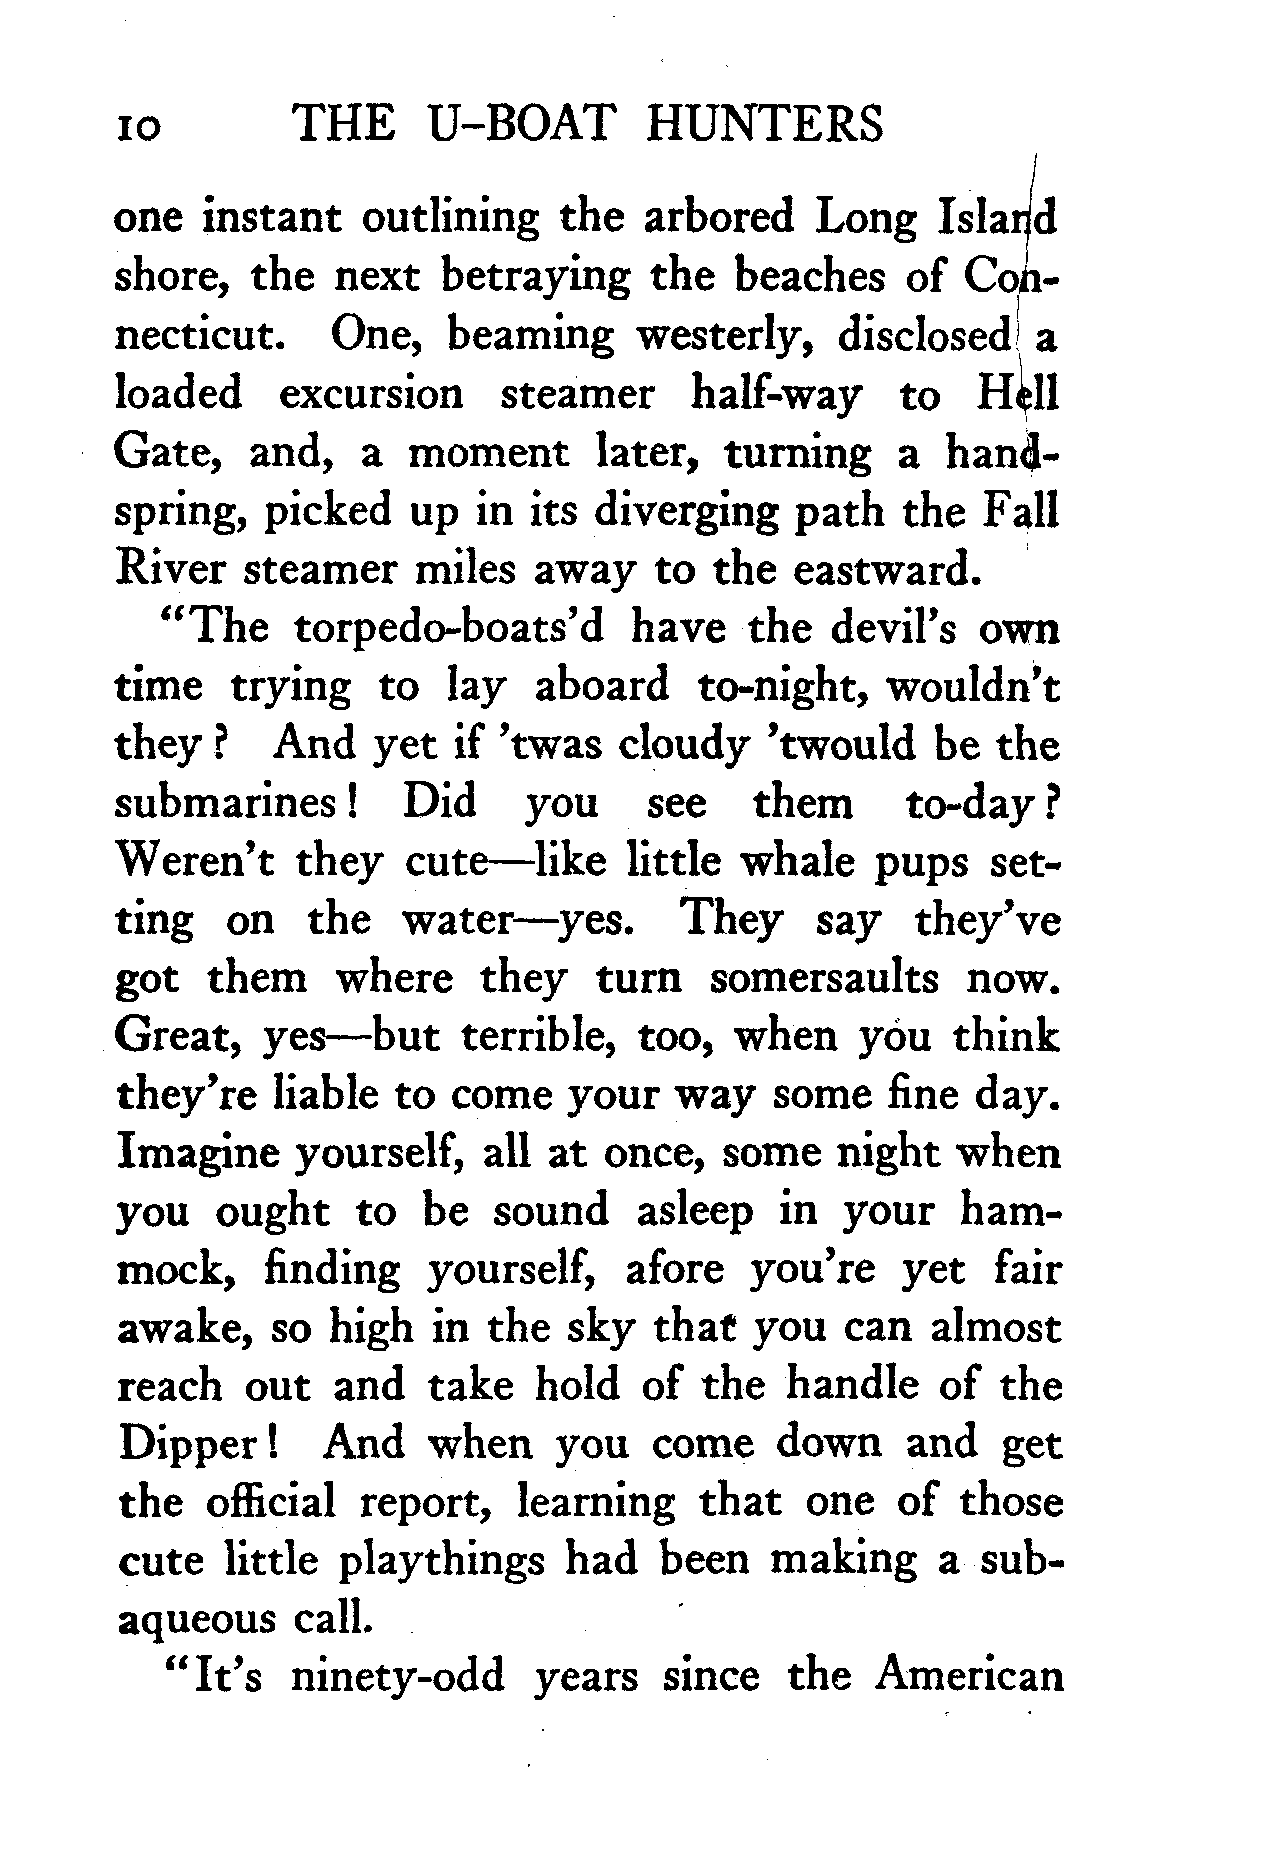 10 THE U-BOAT HUNTERS
one instant outlining the arbored Long Island
shore, the next betraying the beaches of Con-
necticut. One, beaming westerly, disclosed a
loaded excursion steamer half-way to Hell
Gate, and, a moment later, turning a hand-
spring, picked up in its diverging path the Fall
River steamer miles away to the eastward.
“The torpedo-boats’d have the devil’s own
time trying to lay aboard to-night, wouldn’t
they? And yet if ’twas cloudy ’twould be the
submarines! Did you see them to-day?
Weren’t they cute—like little whale pups set-
ting on the water—yes. They say they’ve
got them where they turn somersaults now.
Great, yes—but terrible, too, when you think
they’re liable to come your way some fine day.
Imagine yourself, all at once, some night when
you ought to be sound asleep in your ham-
mock, finding yourself, afore you’re yet fair
awake, so high in the sky that you can almost
reach out and take hold of the handle of the
Dipper! And when you come down and get
the official report, learning that one of those
cute little playthings had been making a sub-
aqueous call.
“It’s ninety-odd years since the American